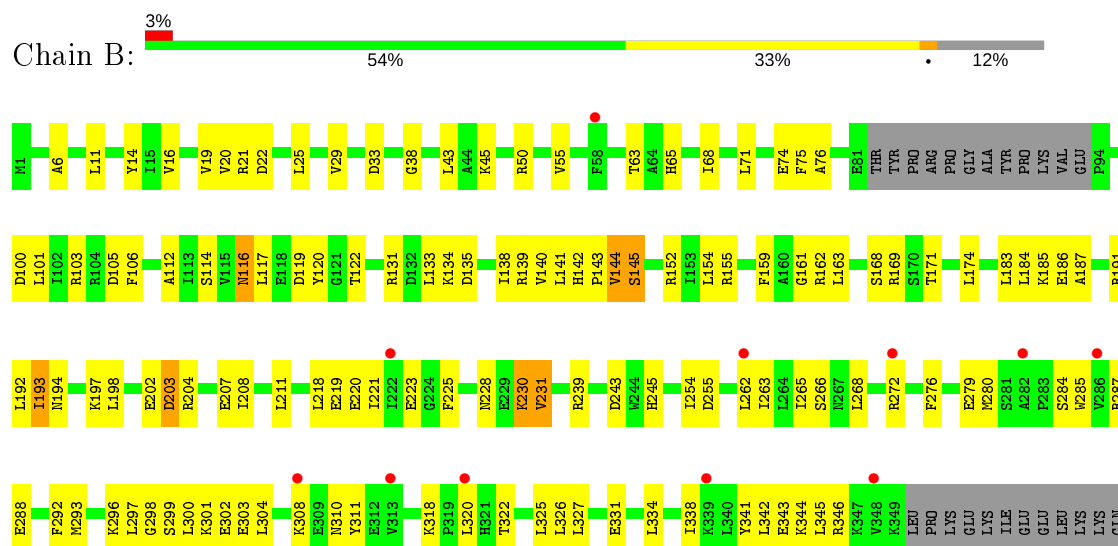 3%
Chain B:
54% 33% • 12%
M1 A6 L11 Y14 I15 V16 V19 V20 R21 D22 L25 V29 D33 G38 L43 A44 K45 R50 V55 F58 T63 A64 H65 I68 L71 E74 F75 A76 E81 THR TYR PRO ARG PRO GLY ALA TYR PRO LYS VAL GLU P94
D100 L101 I102 R103 R104 D105 F106 A112 I113 S114 V115 N116 L117 E118 D119 Y120 G121 T122 R131 D132 L133 K134 D135 I138 R139 V140 L141 H142 P143 V144 S145 R152 I153 L154 R155 F159 A160 G161 R162 L163 S168 R169 S170 T171 L174 L183 L184 K185 E186 A187
L192 I193 N194 K197 L198 E202 D203 R204 E207 I208 L211 L218 E219 E220 I221 I222 E223 G224 F225 N228 E229 K230 V231 R239 D243 W244 H245 I254 D255 L262 I263 L264 I265 S266 N267 L268 R272 F276 E279 M280 S281 A282 P283 S284 W285 V286
E288 F292 M293 K296 L297 G298 S299 L300 K301 E302 E303 L304 K308 E309 N310 Y311 E312 V313 K318 P319 L320 H321 T322 L325 L326 L327 E331 L334 I338 K339 L340 Y341 L342 E343 K344 L345 R346 K347 V348 K349 LEU PRO LYS GLU LYS ILE GLU GLU LEU LYS LYS